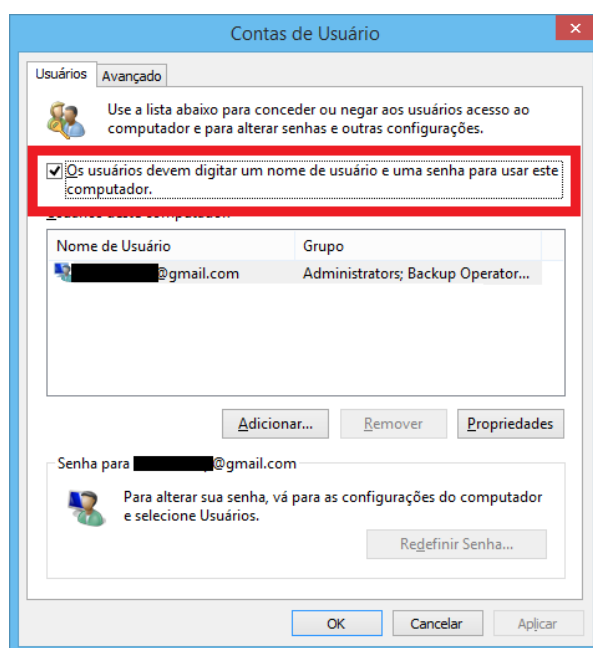 Contas de Usuário
Usuários Avançado
Use a lista abaixo para conceder ou negar aos usuários acesso ao
computador e para alterar senhas e outras configurações.
Os usuários devem digitar um nome de usuário e uma senha para usar este
computador.
Usuários deste computador:
Nome de Usuário Grupo
@gmail.com Administrators; Backup Operator...
Adicionar... Remover Propriedades
Senha para @gmail.com
Para alterar sua senha, vá para as configurações do computador
e selecione Usuários.
Redefinir Senha...
OK Cancelar Aplicar